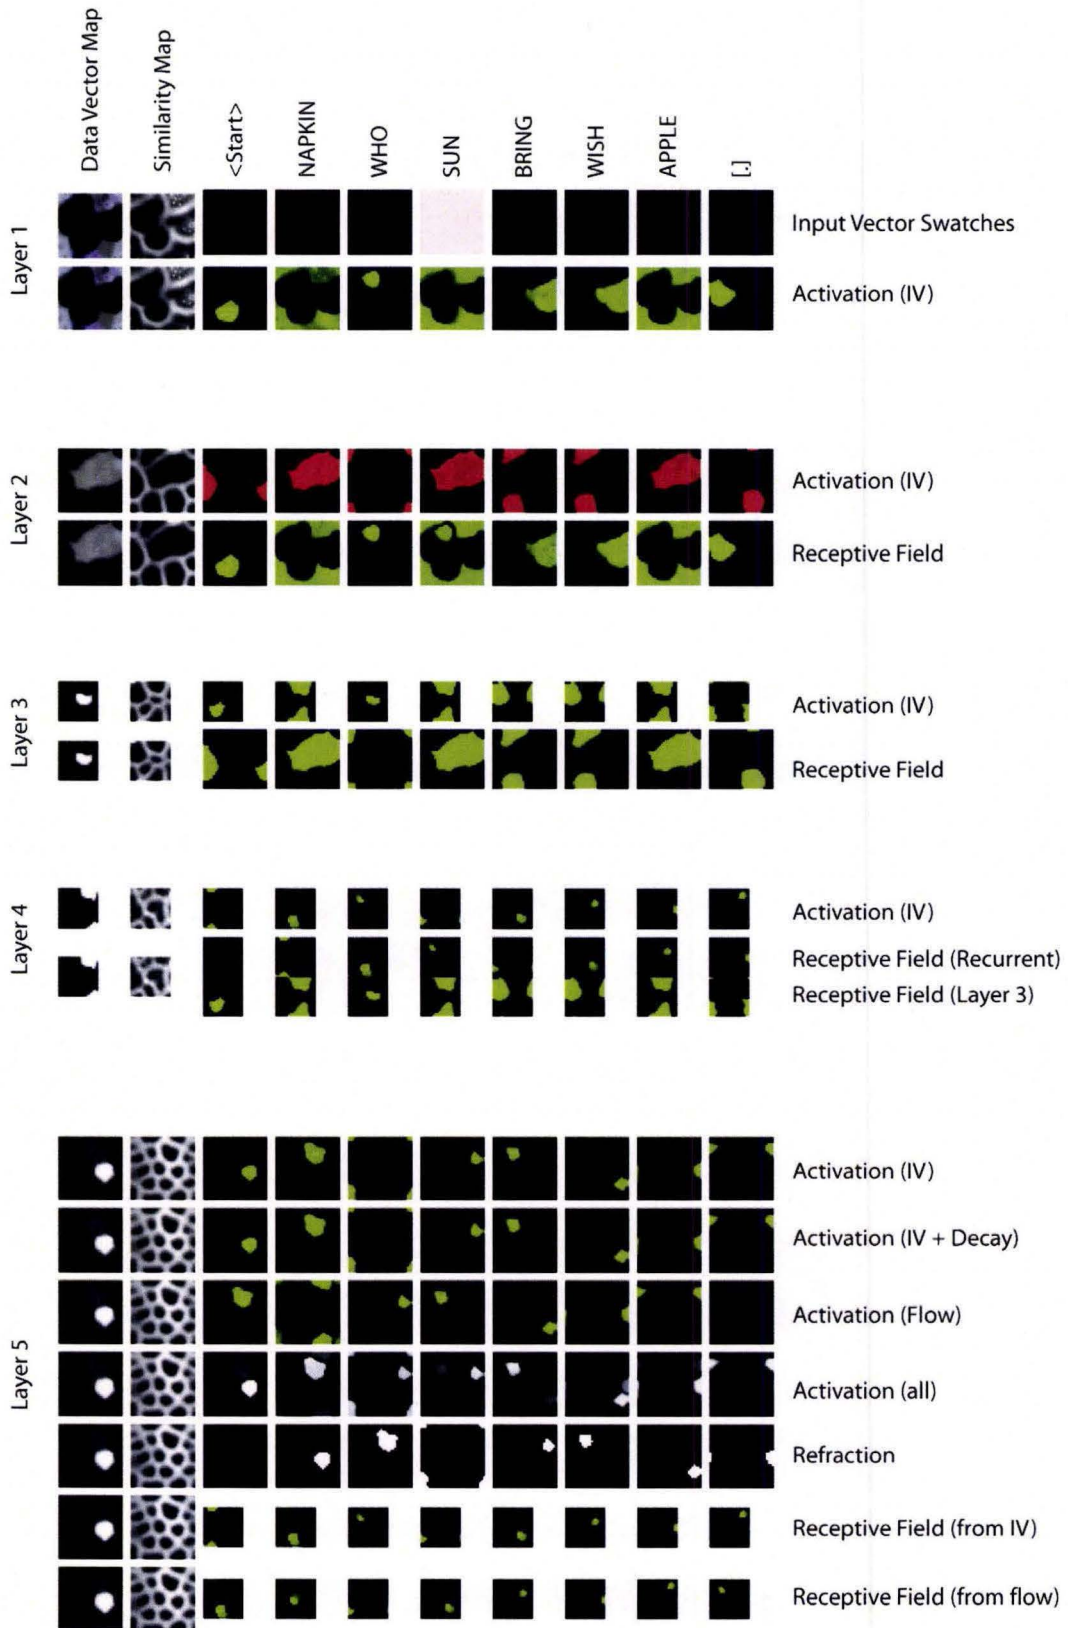 Data Vector Map
Similarity Map
<Start>
NAPKIN
WHO
SUN
BRING
WISH
APPLE
[.]
Layer 1
Input Vector Swatches
Activation (IV)
Layer 2
Activation (IV)
Receptive Field
Layer 3
Activation (IV)
Receptive Field
Layer 4
Activation (IV)
Receptive Field (Recurrent)
Receptive Field (Layer 3)
Layer 5
Activation (IV)
Activation (IV + Decay)
Activation (Flow)
Activation (all)
Refraction
Receptive Field (from IV)
Receptive Field (from flow)